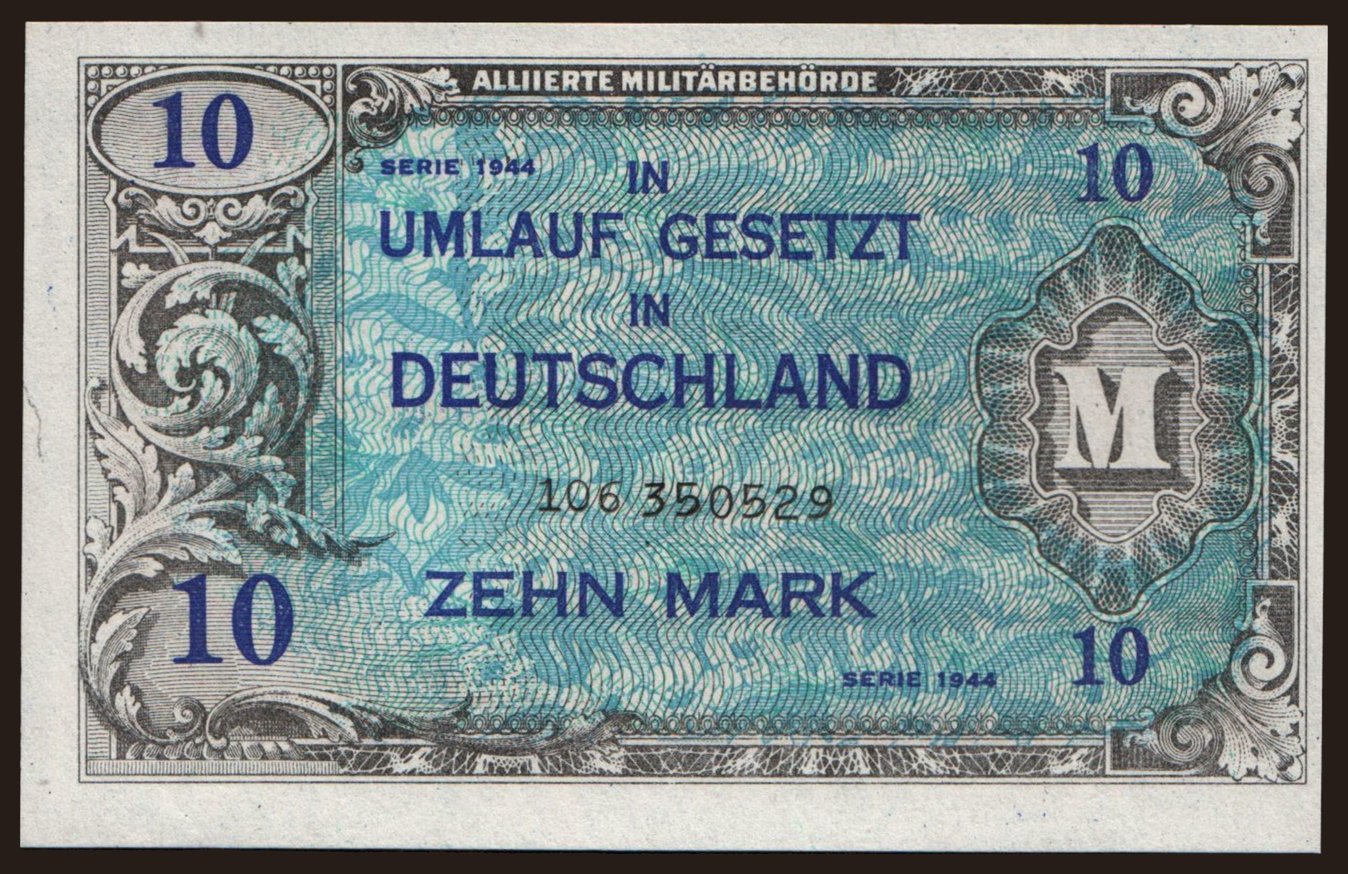 ALLIIERTE MILITÄRBEHÖRDE
10
SERIE 1944
IN
10
UMLAUF GESETZT
IN
DEUTSCHLAND
M
106 350529
ZEHN MARK
10
SERIE 1944
10